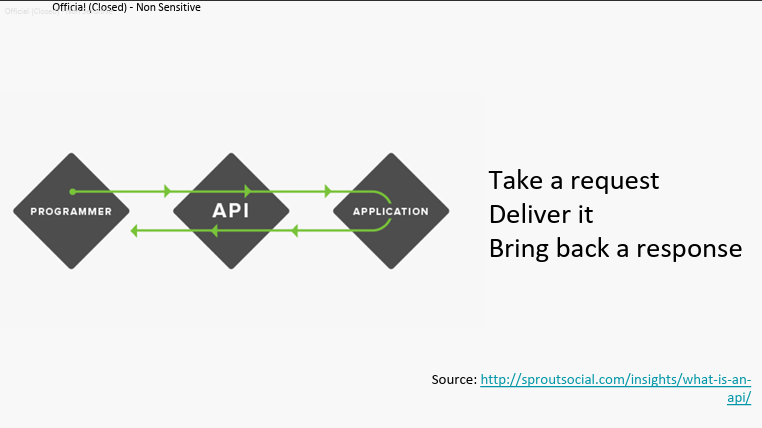 Official (Closed) - Non Sensitive
PROGRAMMER
API
APPLICATION
Take a request
Deliver it
Bring back a response
Source: http://sproutsocial.com/insights/what-is-an-
api/